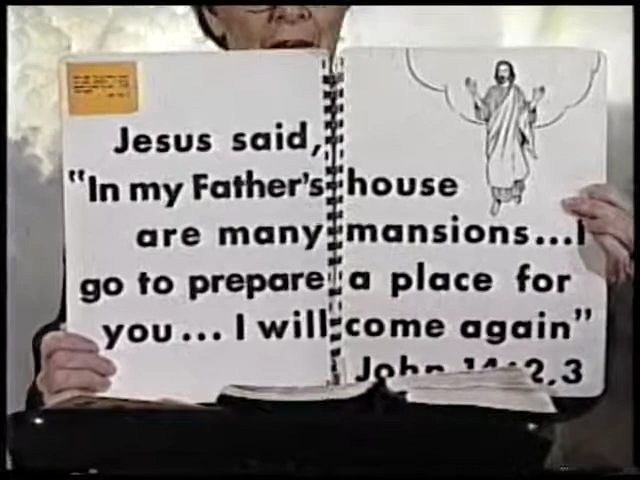 Jesus said,
"In my Father's house
are many mansions...I
go to prepare a place for
you... I will come again"
John 14:2,3